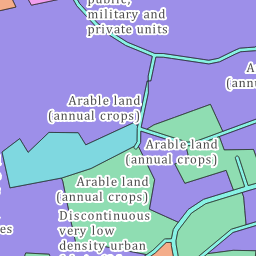 public,
military and
private units
Arable land
(annual crops)
Arable land
(annual crops)
Arable land
(annual crops)
Discontinuous
very low
density urban